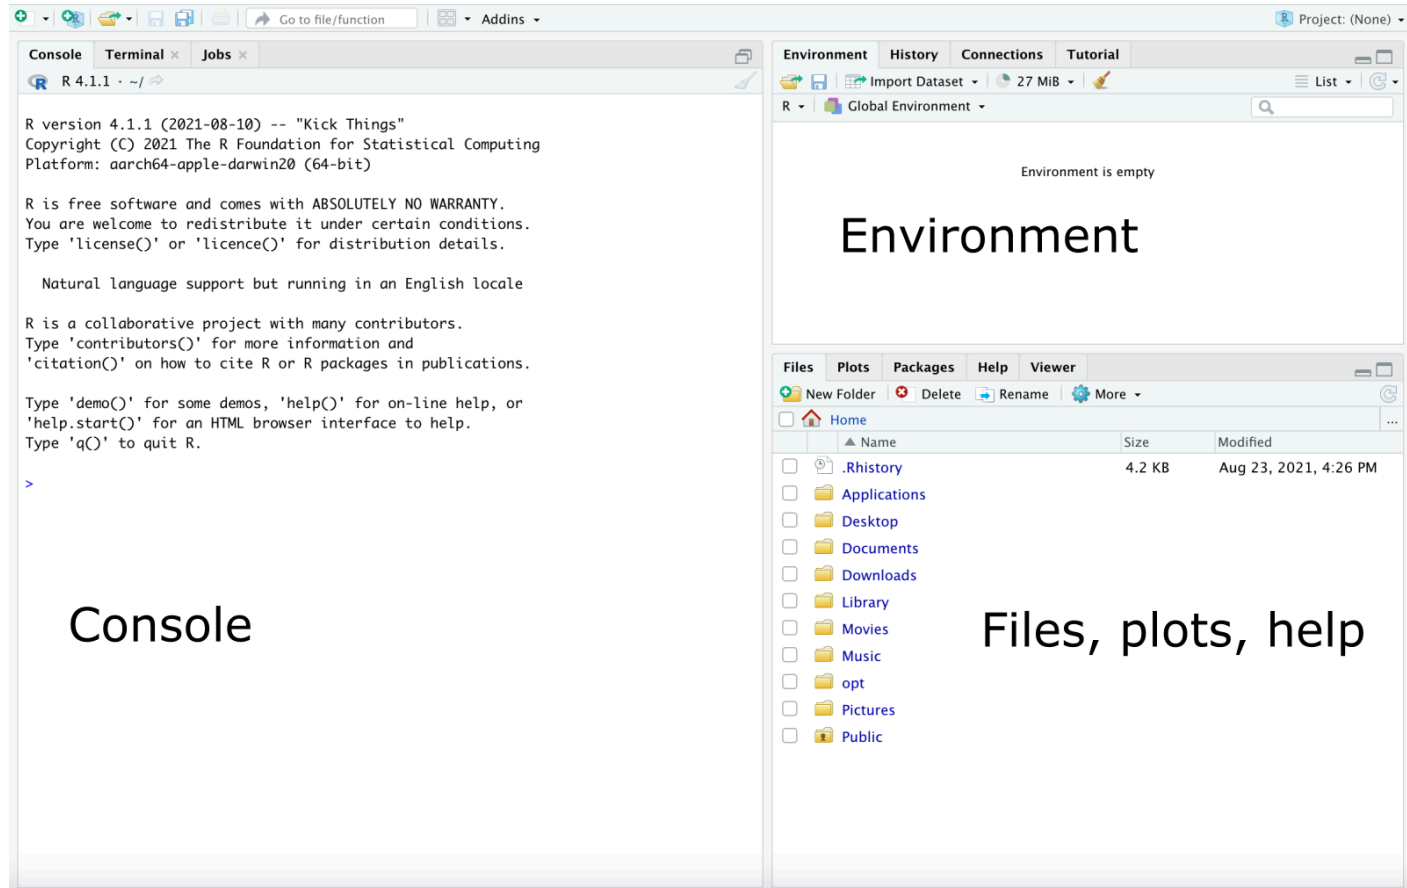 Go to file/function Addins Project: (None)
Console Terminal Jobs
R 4.1.1 · ~/
R version 4.1.1 (2021-08-10) -- "Kick Things"
Copyright (C) 2021 The R Foundation for Statistical Computing
Platform: aarch64-apple-darwin20 (64-bit)
R is free software and comes with ABSOLUTELY NO WARRANTY.
You are welcome to redistribute it under certain conditions.
Type 'license()' or 'licence()' for distribution details.
Natural language support but running in an English locale
R is a collaborative project with many contributors.
Type 'contributors()' for more information and
'citation()' on how to cite R or R packages in publications.
Type 'demo()' for some demos, 'help()' for on-line help, or
'help.start()' for an HTML browser interface to help.
Type 'q()' to quit R.
>
Console
Environment History Connections Tutorial
Import Dataset 27 MiB List
R Global Environment
Environment is empty
Environment
Files Plots Packages Help Viewer
New Folder Delete Rename More
Home ...
Name Size Modified
.Rhistory 4.2 KB Aug 23, 2021, 4:26 PM
Applications
Desktop
Documents
Downloads
Library
Movies
Music
opt
Pictures
Public
Files, plots, help